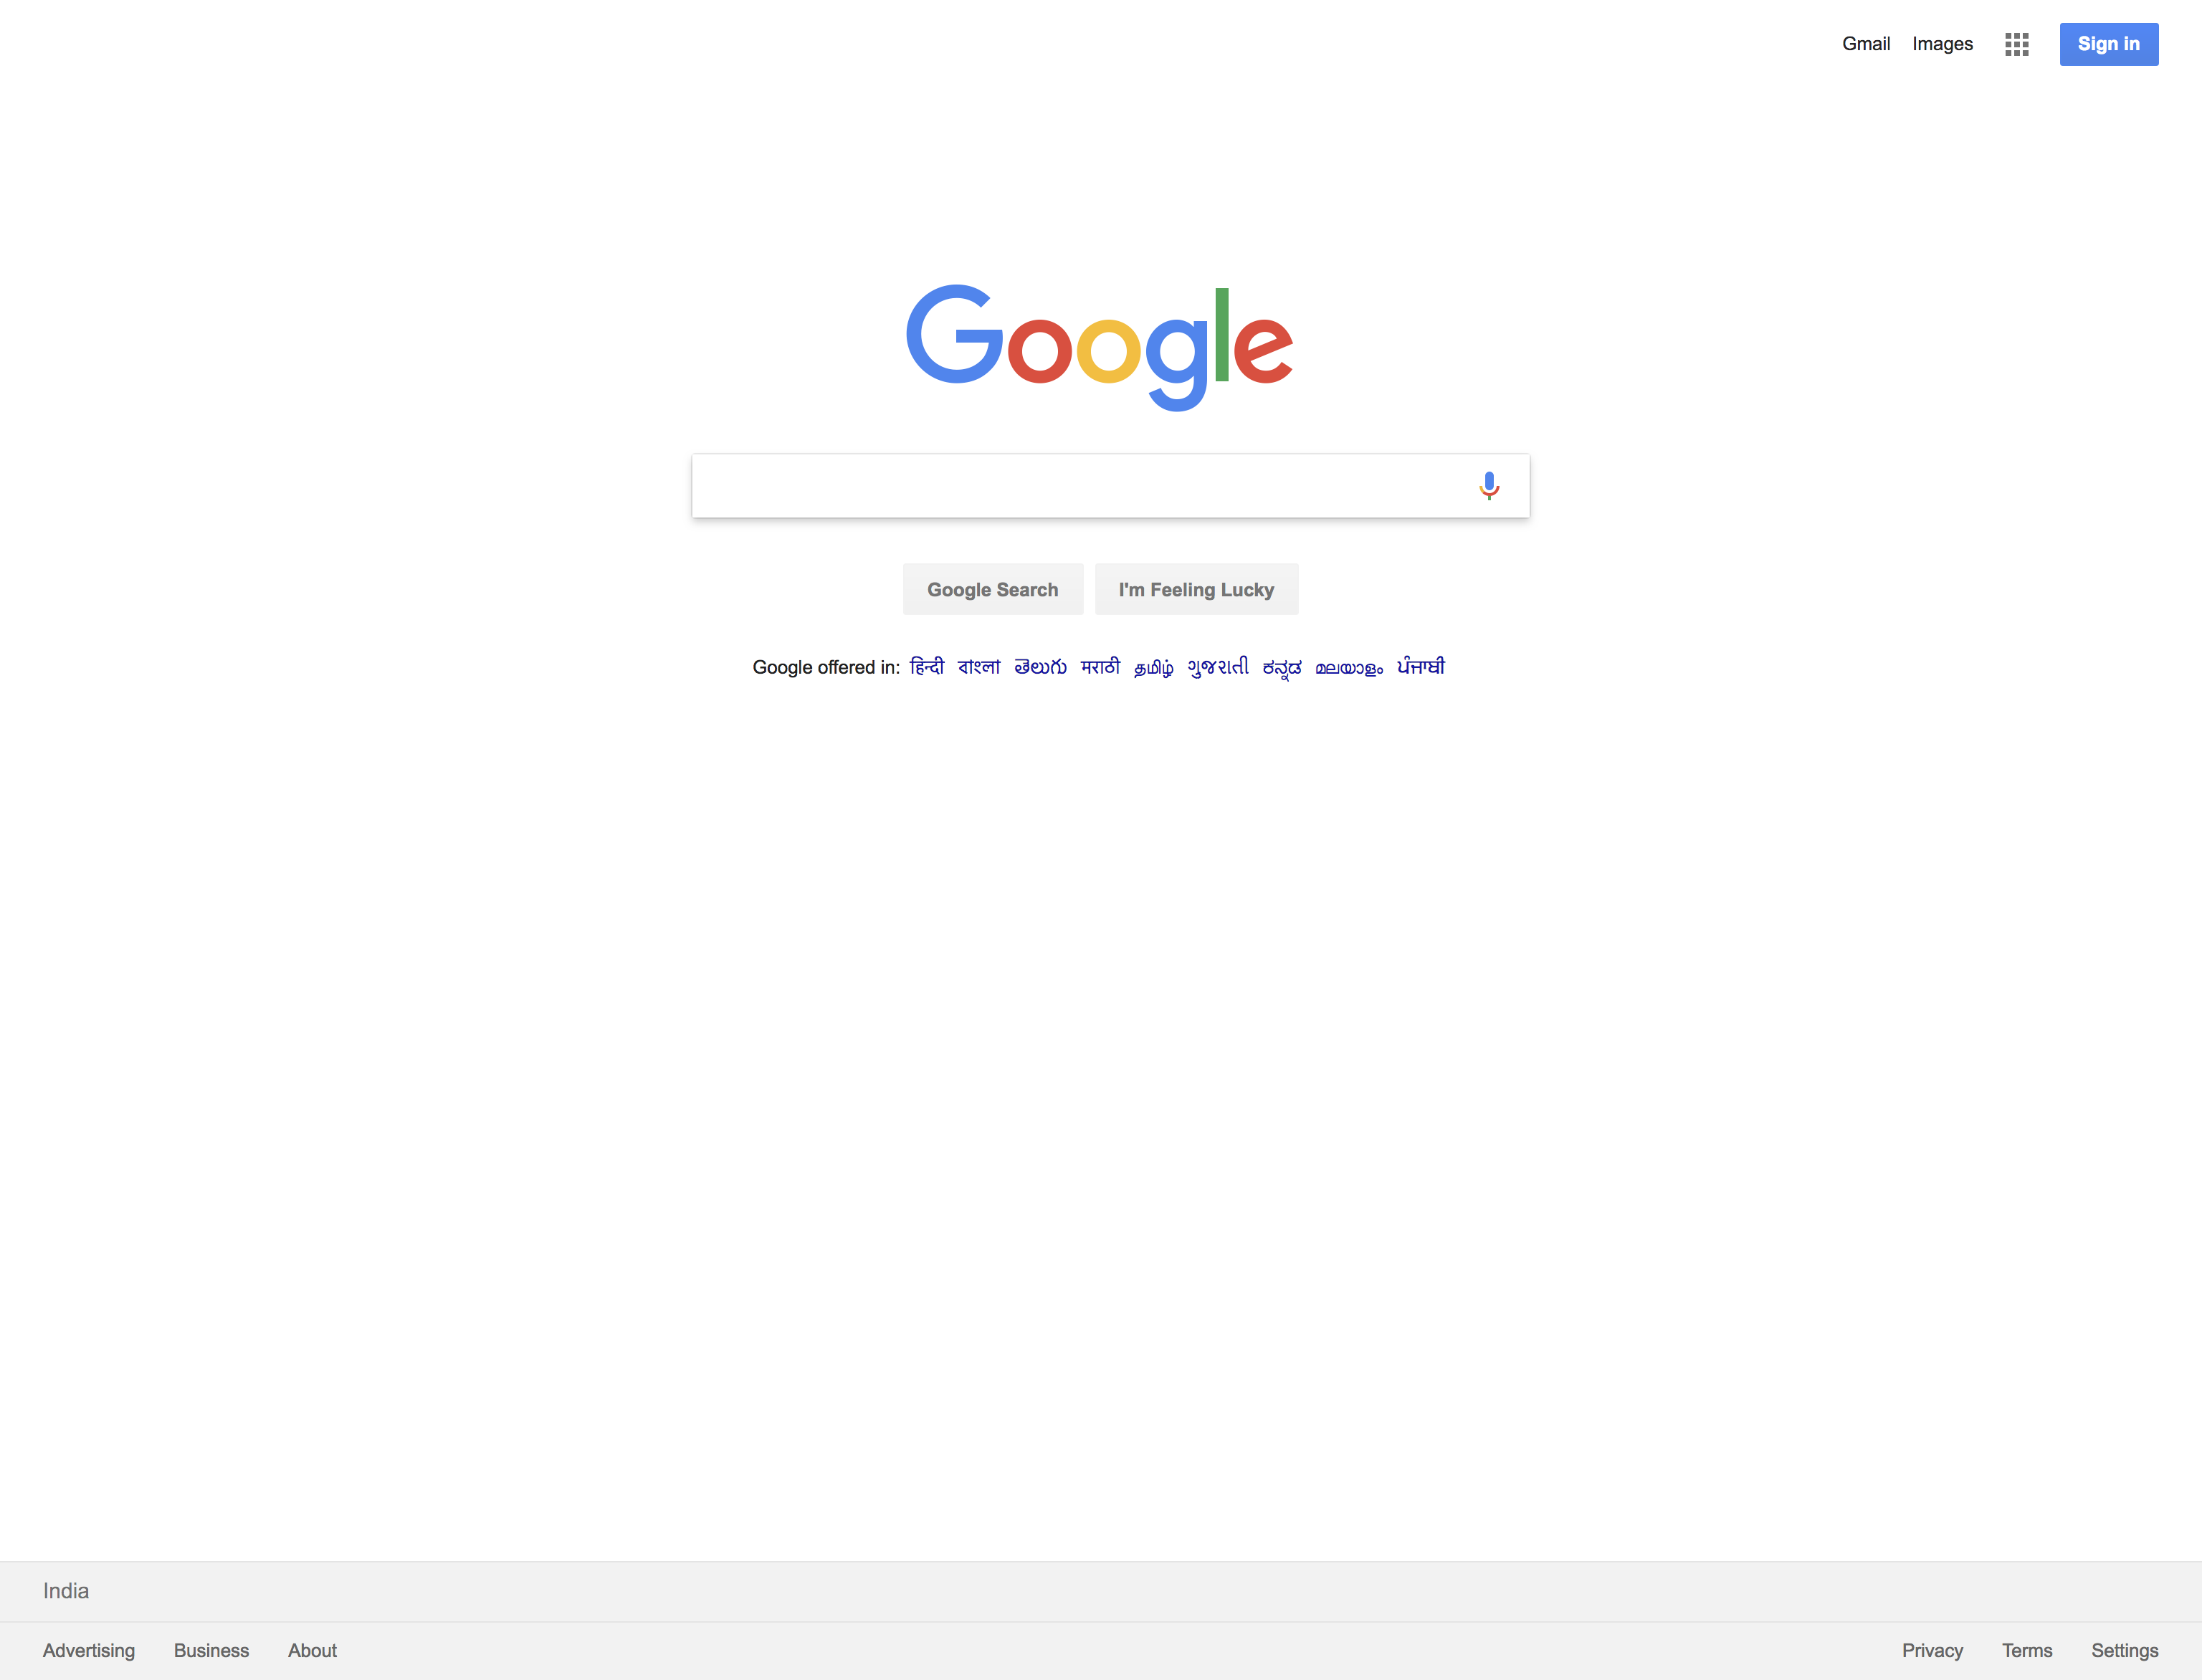 Gmail Images Sign in
Google
Google Search I'm Feeling Lucky
Google offered in: हिन्दी বাংলা తెలుగు मराठी தமிழ் ગુજરાતી ಕನ್ನಡ മലയാളം ਪੰਜਾਬੀ
India
Advertising Business About Privacy Terms Settings